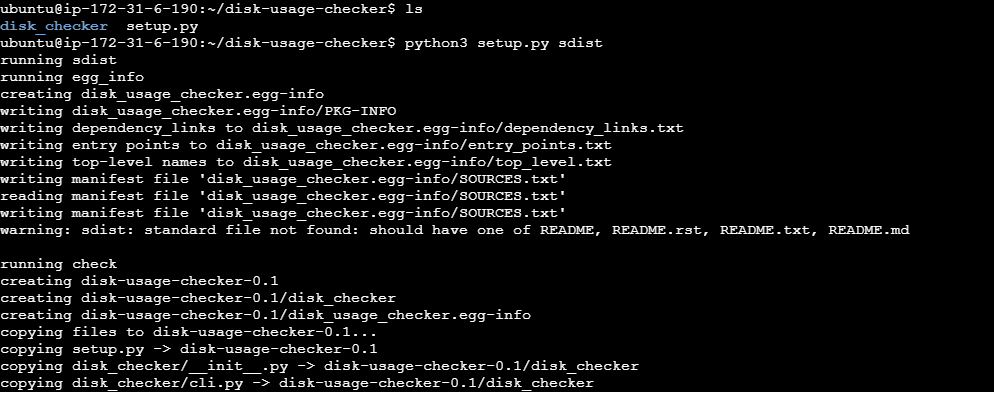 ubuntu@ip-172-31-6-190:~/disk-usage-checker$ ls
disk_checker  setup.py
ubuntu@ip-172-31-6-190:~/disk-usage-checker$ python3 setup.py sdist
running sdist
running egg_info
creating disk_usage_checker.egg-info
writing disk_usage_checker.egg-info/PKG-INFO
writing dependency_links to disk_usage_checker.egg-info/dependency_links.txt
writing entry points to disk_usage_checker.egg-info/entry_points.txt
writing top-level names to disk_usage_checker.egg-info/top_level.txt
writing manifest file 'disk_usage_checker.egg-info/SOURCES.txt'
reading manifest file 'disk_usage_checker.egg-info/SOURCES.txt'
writing manifest file 'disk_usage_checker.egg-info/SOURCES.txt'
warning: sdist: standard file not found: should have one of README, README.rst, README.txt, README.md

running check
creating disk-usage-checker-0.1
creating disk-usage-checker-0.1/disk_checker
creating disk-usage-checker-0.1/disk_usage_checker.egg-info
copying files to disk-usage-checker-0.1...
copying setup.py -> disk-usage-checker-0.1
copying disk_checker/__init__.py -> disk-usage-checker-0.1/disk_checker
copying disk_checker/cli.py -> disk-usage-checker-0.1/disk_checker